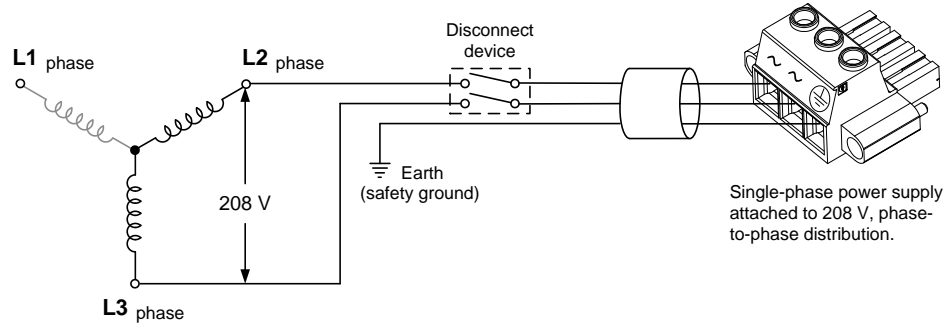 L1 phase
L2 phase
Disconnect
device
~ ~
Earth
(safety ground)
208 V
Single-phase power supply
attached to 208 V, phase-
to-phase distribution.
L3 phase